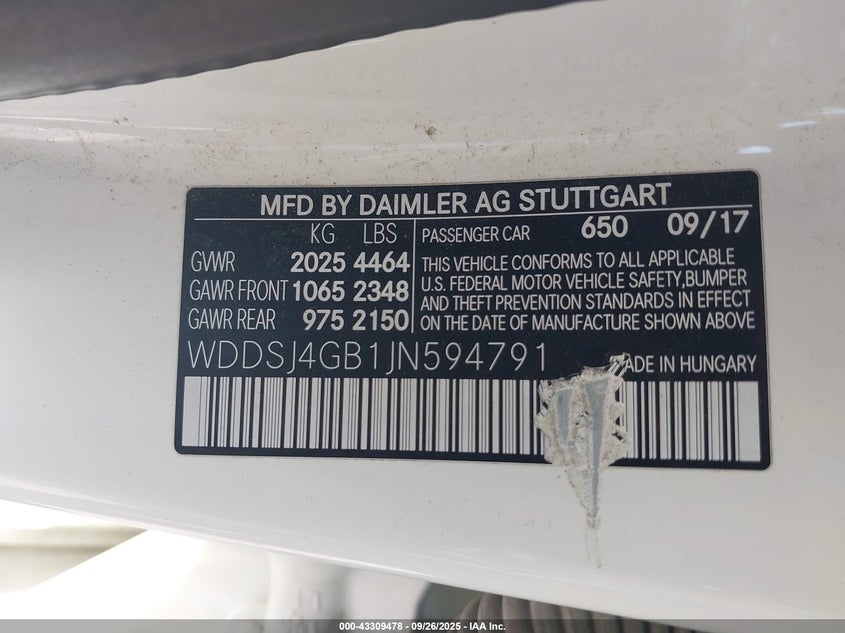 MFD BY DAIMLER AG STUTTGART
KG LBS
GVWR 2025 4464
GAWR FRONT 1065 2348
GAWR REAR 975 2150
PASSENGER CAR 650 09/17
THIS VEHICLE CONFORMS TO ALL APPLICABLE
U.S. FEDERAL MOTOR VEHICLE SAFETY,BUMPER
AND THEFT PREVENTION STANDARDS IN EFFECT
ON THE DATE OF MANUFACTURE SHOWN ABOVE
WDDSJ4GB1JN594791
MADE IN HUNGARY
000-43309478 - 09/26/2025 - IAA Inc.